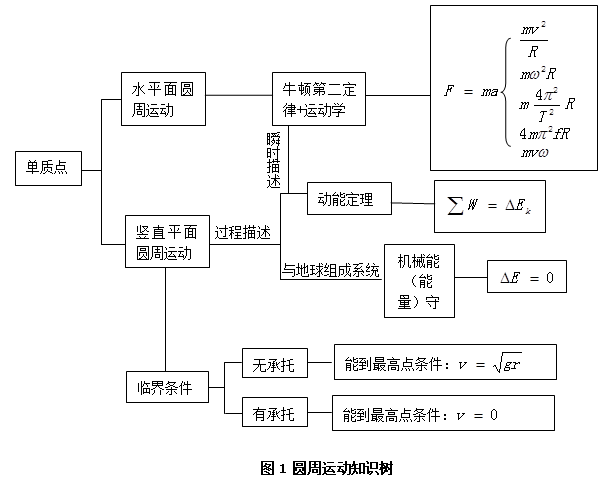 单质点
水平面圆
周运动
牛顿第二定
律+运动学
F = ma { mv²/R
mω²R
m 4π²/T² R
4mπ²fR
mvω
瞬时描述
竖直平面
圆周运动
过程描述
动能定理
∑W = ΔE_k
与地球组成系统
机械能
（能
量）守
ΔE = 0
临界条件
无承托
能到最高点条件：v = √gr
有承托
能到最高点条件：v = 0
图 1 圆周运动知识树